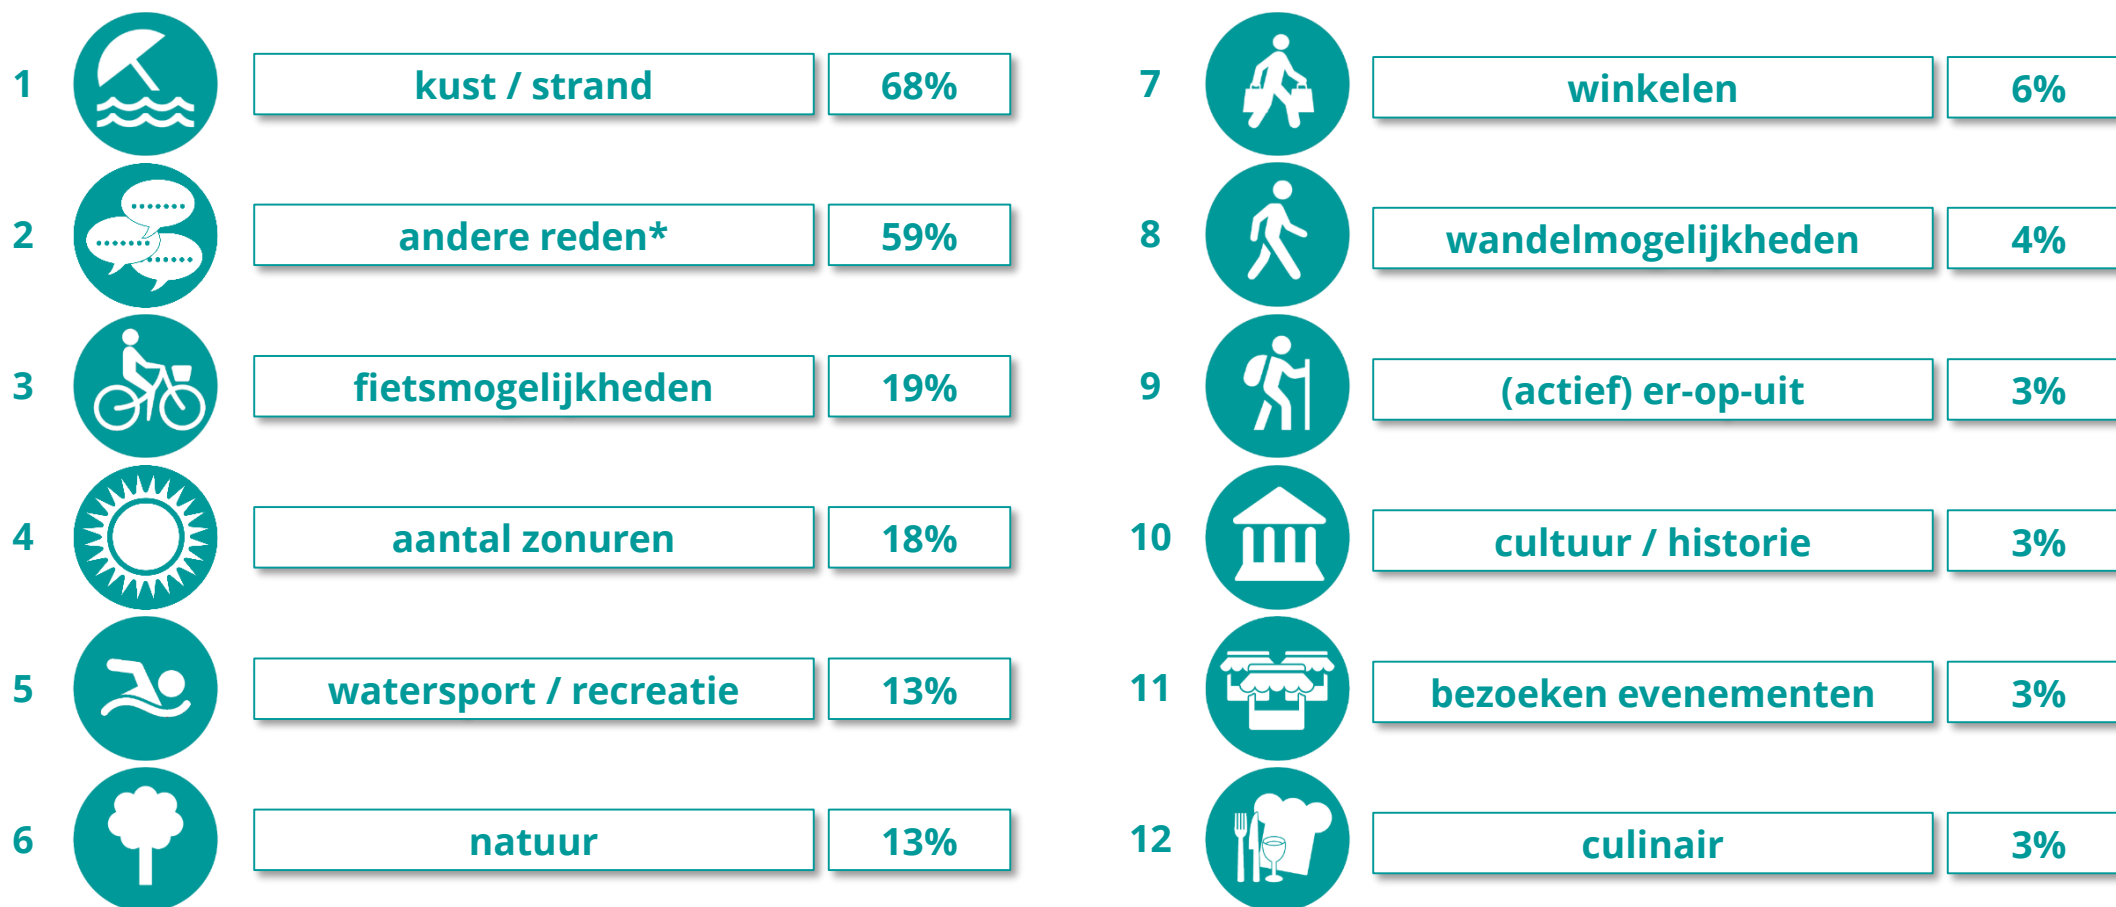 1 kust / strand 68%
2 andere reden* 59%
3 fietsmogelijkheden 19%
4 aantal zonuren 18%
5 watersport / recreatie 13%
6 natuur 13%
7 winkelen 6%
8 wandelmogelijkheden 4%
9 (actief) er-op-uit 3%
10 cultuur / historie 3%
11 bezoeken evenementen 3%
12 culinair 3%